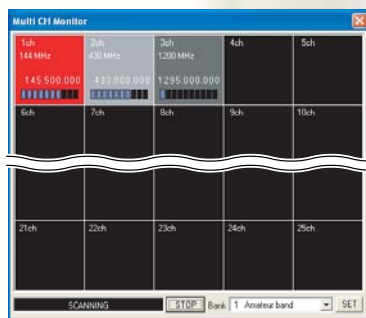 Multi CH Monitor
1ch 2ch 3ch 4ch 5ch
144 MHz 430 MHz 1200 MHz
145.500.000 433.000.000 1295.000.000
6ch 7ch 8ch 9ch 10ch
21ch 22ch 23ch 24ch 25ch
SCANNING STOP Bank 1 Amateur band SET